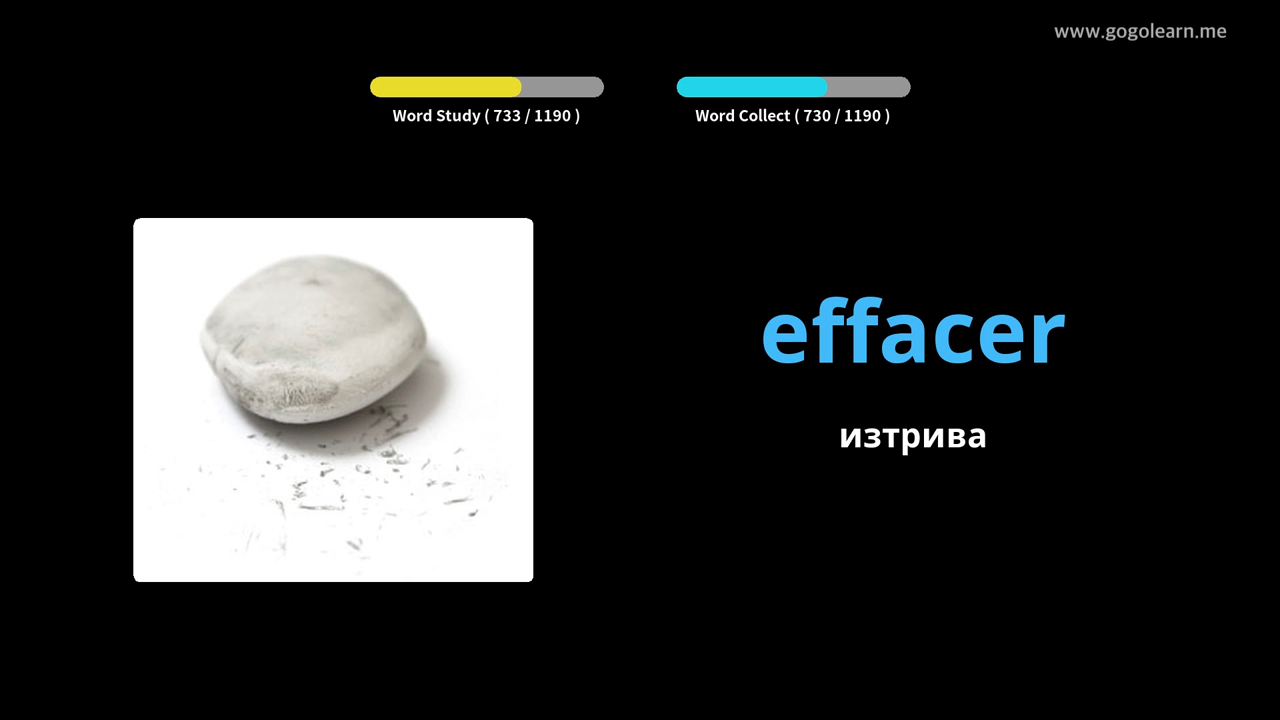 www.gogolearn.me
Word Study ( 733 / 1190 )
Word Collect ( 730 / 1190 )
effacer
изтрива